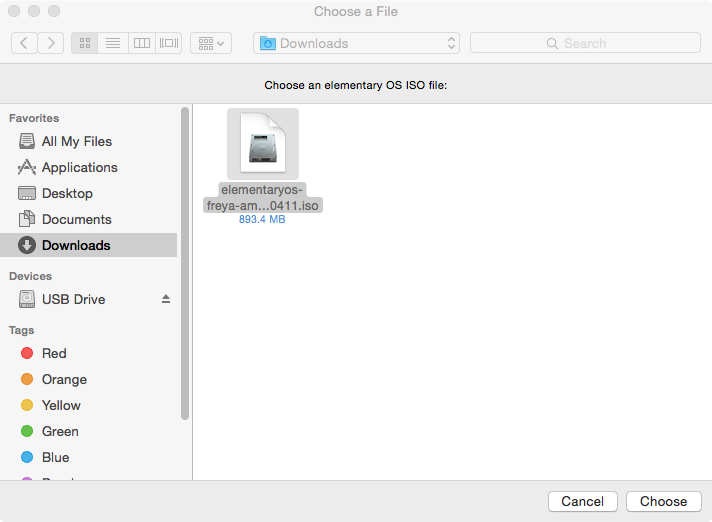 Choose a File
Downloads
Search
Choose an elementary OS ISO file:
Favorites
All My Files
Applications
Desktop
Documents
Downloads
Devices
USB Drive
Tags
Red
Orange
Yellow
Green
Blue
elementaryos-
freya-am...0411.iso
893.4 MB
Cancel
Choose